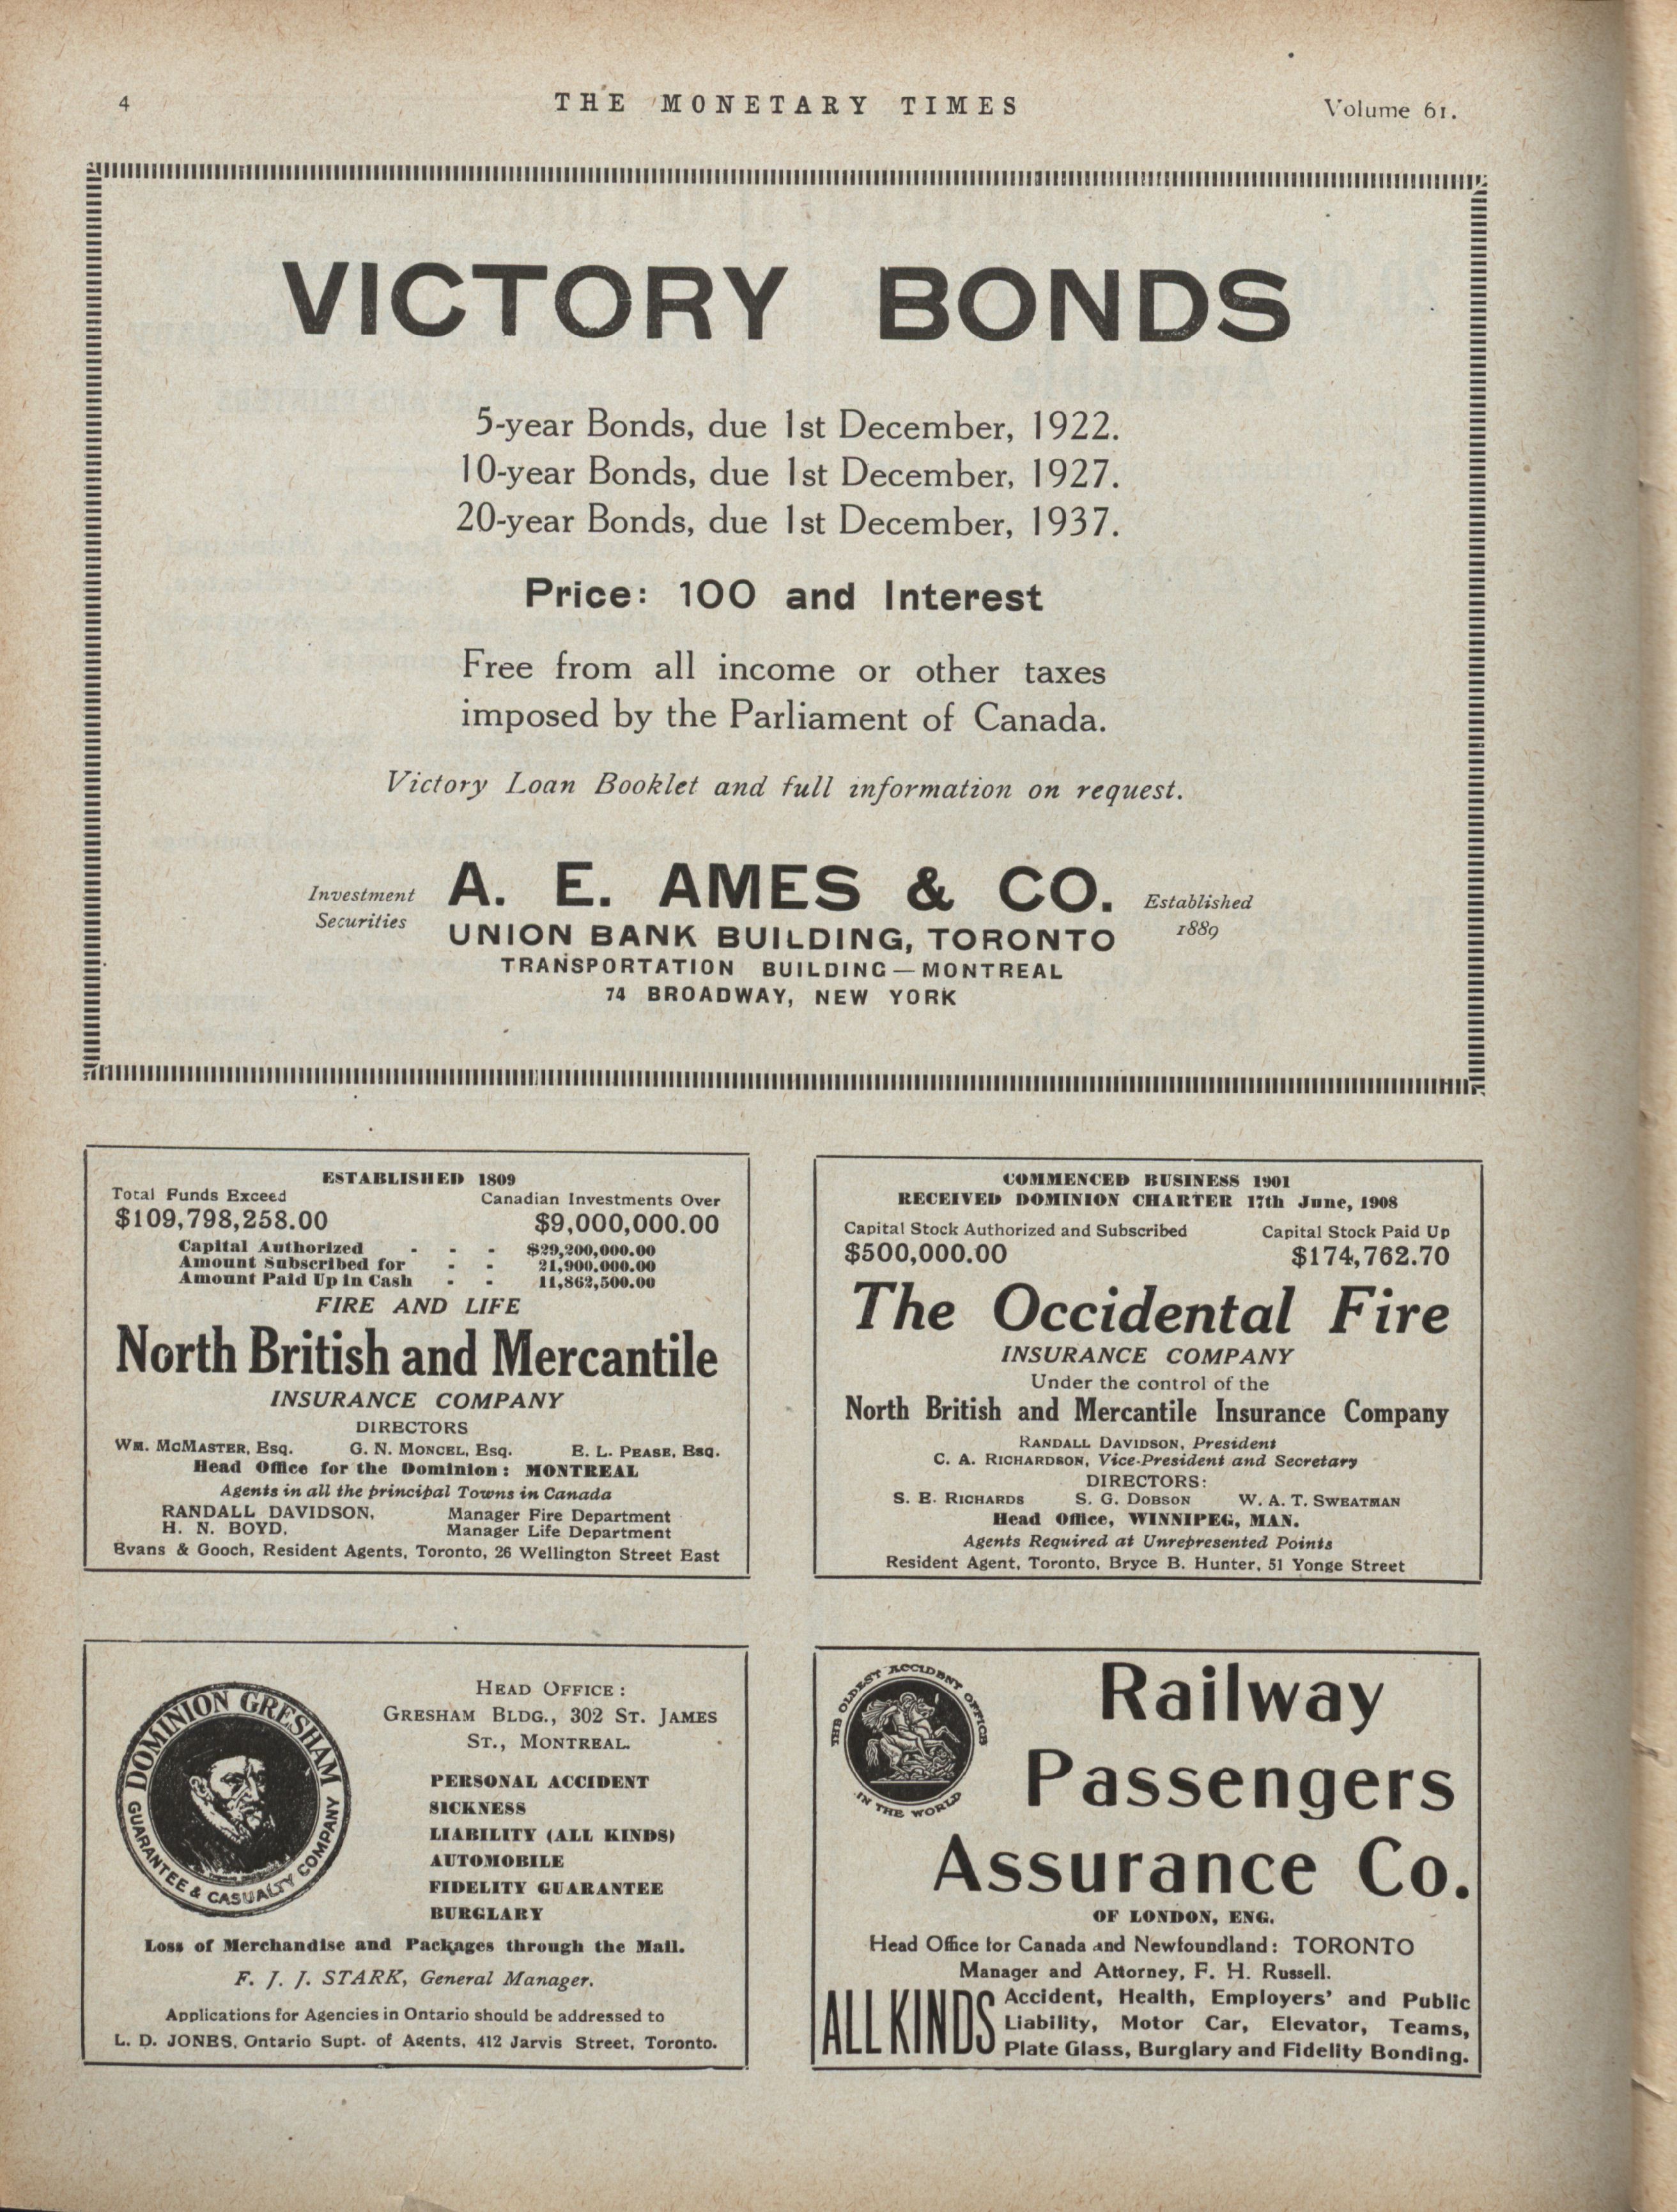 4
THE MONETARY TIMES
Volume 61.
VICTORY BONDS
5-year Bonds, due 1st December, 1922.
10-year Bonds, due 1st December, 1927.
20-year Bonds, due 1st December, 1937.
Price: 100 and Interest
Free from all income or other taxes
imposed by the Parliament of Canada.
Victory Loan Booklet and full information on request.
Investment
Securities
A. E. AMES & CO.
Established
1889
UNION BANK BUILDING, TORONTO
TRANSPORTATION BUILDING — MONTREAL
74 BROADWAY, NEW YORK
ESTABLISHED 1809
Total Funds Exceed Canadian Investments Over
$109,798,258.00 $9,000,000.00
Capital Authorized - - - $29,200,000.00
Amount Subscribed for - - 21,900.000.00
Amount Paid Up in Cash - - 11,862,500.00
FIRE AND LIFE
North British and Mercantile
INSURANCE COMPANY
DIRECTORS
WM. MCMASTER, Esq. G. N. MONCEL, Esq. E. L. PEASE, Esq.
Head Office for the Dominion: MONTREAL
Agents in all the principal Towns in Canada
RANDALL DAVIDSON, Manager Fire Department
H. N. BOYD, Manager Life Department
Evans & Gooch, Resident Agents, Toronto, 26 Wellington Street East
COMMENCED BUSINESS 1901
RECEIVED DOMINION CHARTER 17th June, 1908
Capital Stock Authorized and Subscribed Capital Stock Paid Up
$500,000.00 $174,762.70
The Occidental Fire
INSURANCE COMPANY
Under the control of the
North British and Mercantile Insurance Company
RANDALL DAVIDSON, President
C. A. RICHARDSON, Vice-President and Secretary
DIRECTORS:
S. E. RICHARDS S. G. DOBSON W. A. T. SWEATMAN
Head Office, WINNIPEG, MAN.
Agents Required at Unrepresented Points
Resident Agent, Toronto, Bryce B. Hunter, 51 Yonge Street
DOMINION GRESHAM
GUARANTEE & CASUALTY COMPANY
HEAD OFFICE:
GRESHAM BLDG., 302 ST. JAMES
ST., MONTREAL.
PERSONAL ACCIDENT
SICKNESS
LIABILITY (ALL KINDS)
AUTOMOBILE
FIDELITY GUARANTEE
BURGLARY
Loss of Merchandise and Packages through the Mail.
F. J. J. STARK, General Manager.
Applications for Agencies in Ontario should be addressed to
L. D. JONES, Ontario Supt. of Agents, 412 Jarvis Street, Toronto.
THE OLDEST ACCIDENT OFFICE
IN THE WORLD
Railway
Passengers
Assurance Co.
OF LONDON, ENG.
Head Office for Canada and Newfoundland: TORONTO
Manager and Attorney, F. H. Russell.
ALL KINDS
Accident, Health, Employers' and Public
Liability, Motor Car, Elevator, Teams,
Plate Glass, Burglary and Fidelity Bonding.